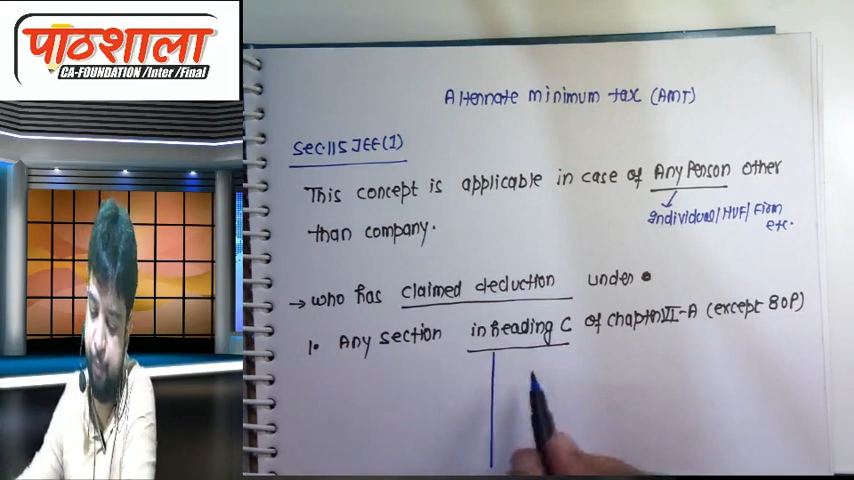 पाठशाला
CA-FOUNDATION /Inter /Final
Alternate minimum tax (AMT)
Sec.115JEE(1)
This concept is applicable in case of Any Person other
Individual/HUF/Firm
etc.
than company.
→ who has claimed deduction under
1. Any section in heading C of chapter VI-A (except 80P)